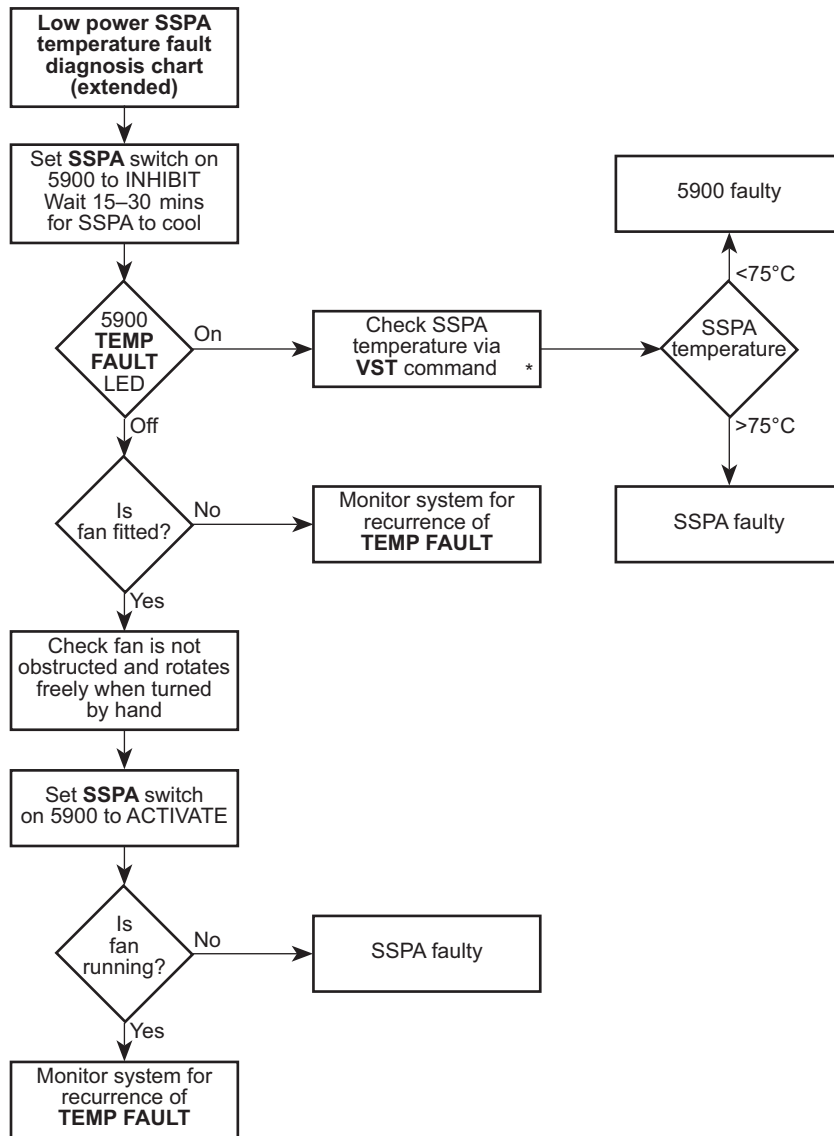 Low power SSPA
temperature fault
diagnosis chart
(extended)
Set SSPA switch on
5900 to INHIBIT
Wait 15–30 mins
for SSPA to cool
5900
TEMP
FAULT
LED
On
Off
Check SSPA
temperature via
VST command
*
SSPA
temperature
<75°C
5900 faulty
>75°C
SSPA faulty
Is
fan fitted?
No
Monitor system for
recurrence of
TEMP FAULT
Yes
Check fan is not
obstructed and rotates
freely when turned
by hand
Set SSPA switch
on 5900 to ACTIVATE
Is
fan
running?
No
SSPA faulty
Yes
Monitor system for
recurrence of
TEMP FAULT